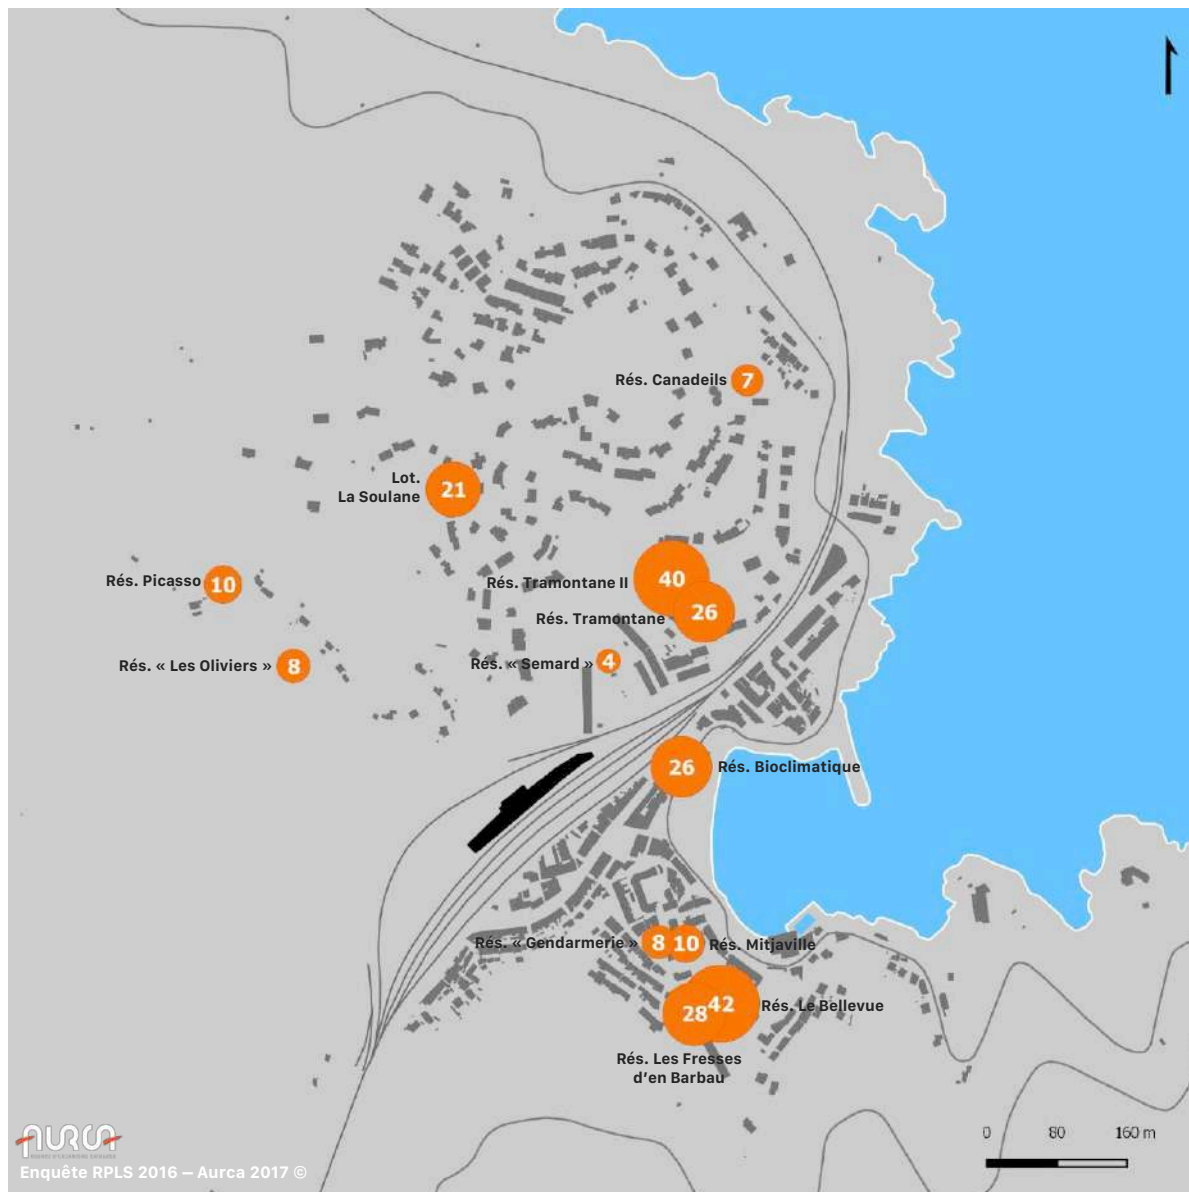 Rés. Canadeils
7
Lot.
La Soulane
21
Rés. Tramontane II
40
Rés. Picasso
10
Rés. Tramontane
26
Rés. « Semard »
4
Rés. « Les Oliviers »
8
26
Rés. Bioclimatique
Rés. « Gendarmerie »
8
10
Rés. Mitjaville
28
42
Rés. Le Bellevue
Rés. Les Fresses
d’en Barbau
0 80 160 m
AURCA
Enquête RPLS 2016 – Aurca 2017 ©